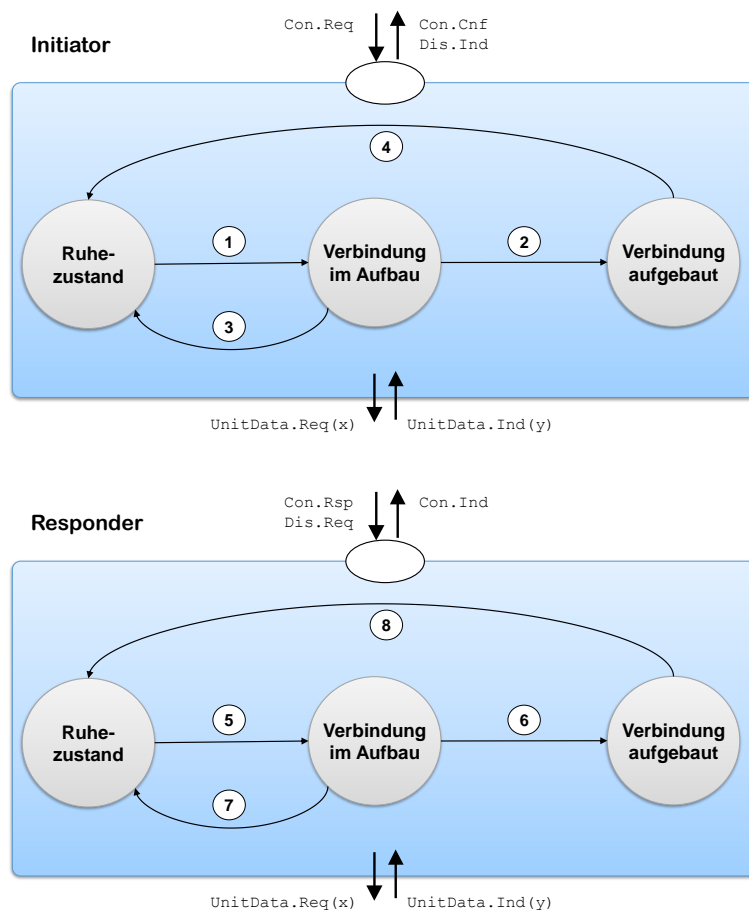 Con.Req
Con.Cnf
Dis.Ind
Initiator
4
Ruhe-
zustand
1
Verbindung
im Aufbau
2
Verbindung
aufgebaut
3
UnitData.Req(x)
UnitData.Ind(y)
Con.Rsp
Dis.Req
Con.Ind
Responder
8
Ruhe-
zustand
5
Verbindung
im Aufbau
6
Verbindung
aufgebaut
7
UnitData.Req(x)
UnitData.Ind(y)